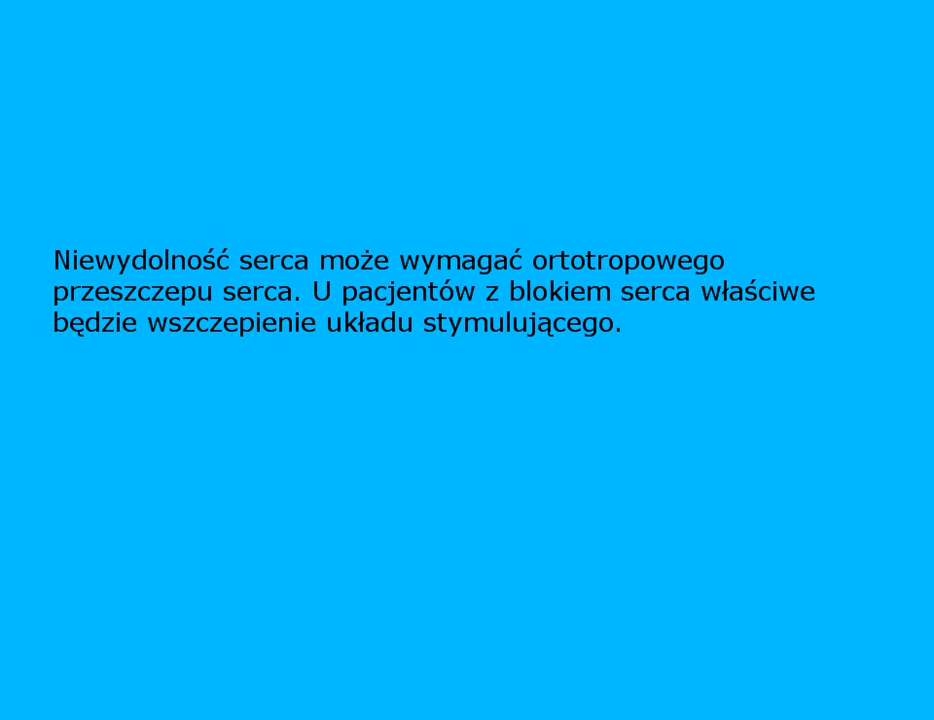 Niewydolność serca może wymagać ortotropowego
przeszczepu serca. U pacjentów z blokiem serca właściwe
będzie wszczepienie układu stymulującego.